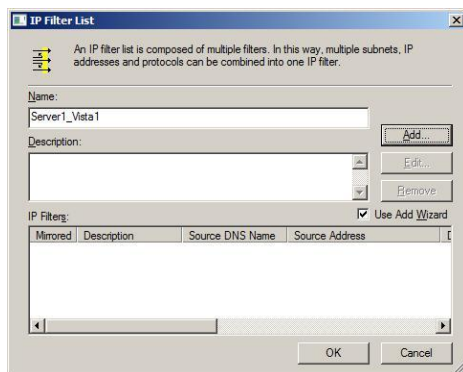 IP Filter List
An IP filter list is composed of multiple filters. In this way, multiple subnets, IP
addresses and protocols can be combined into one IP filter.
Name:
Server1_Vista1
Add...
Description:
Edit...
Remove
IP Filters:
Use Add Wizard
Mirrored Description Source DNS Name Source Address
OK Cancel